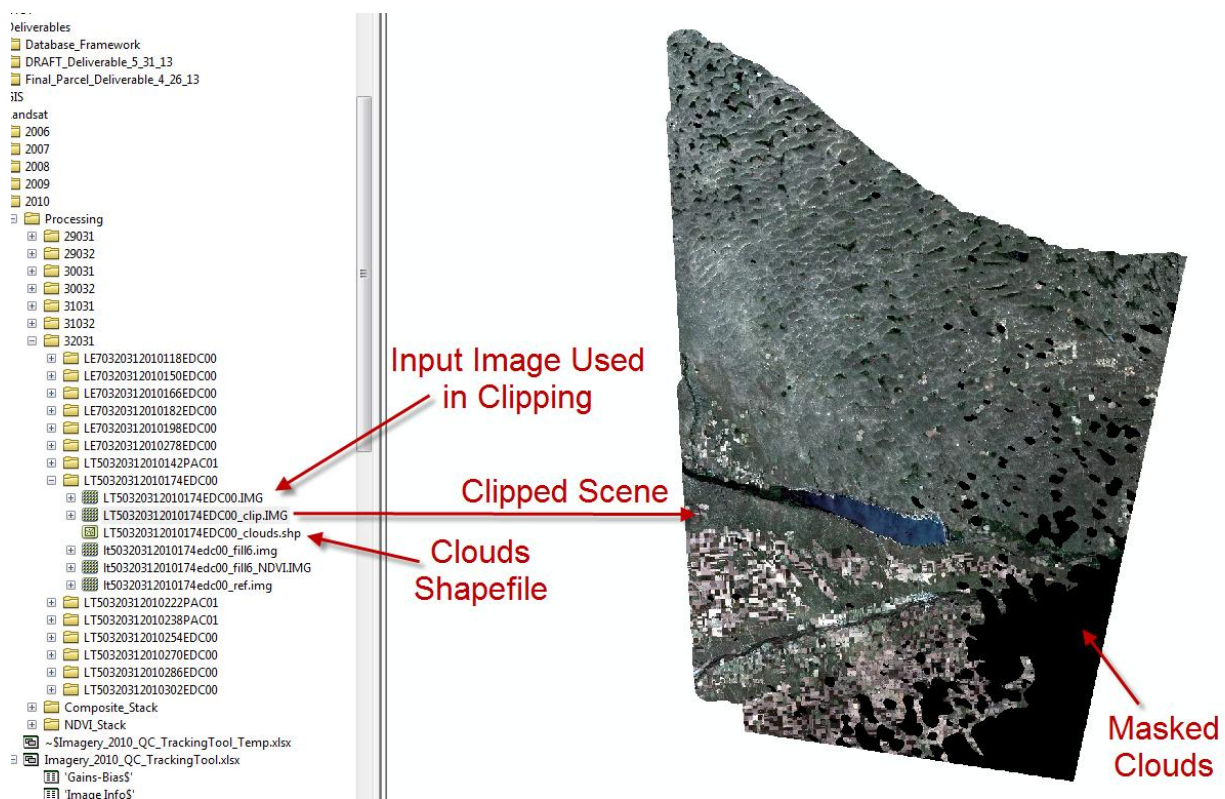 Deliverables
Database_Framework
DRAFT_Deliverable_5_31_13
Final_Parcel_Deliverable_4_26_13
GIS
Landsat
2006
2007
2008
2009
2010
Processing
29031
29032
30031
30032
31031
31032
32031
LE70320312010118EDC00
LE70320312010150EDC00
LE70320312010166EDC00
LE70320312010182EDC00
LE70320312010198EDC00
LE70320312010278EDC00
LT50320312010142PAC01
LT50320312010174EDC00
LT50320312010174EDC00.IMG
LT50320312010174EDC00_clip.IMG
LT50320312010174EDC00_clouds.shp
lt50320312010174edc00_fill6.img
lt50320312010174edc00_fill6_NDVI.IMG
lt50320312010174edc00_ref.img
LT50320312010222PAC01
LT50320312010238PAC01
LT50320312010254EDC00
LT50320312010270EDC00
LT50320312010286EDC00
LT50320312010302EDC00
Composite_Stack
NDVI_Stack
~$Imagery_2010_QC_TrackingTool_Temp.xlsx
Imagery_2010_QC_TrackingTool.xlsx
'Gains-Bias$'
'Image Info$'
Input Image Used
in Clipping
Clipped Scene
Clouds
Shapefile
Masked
Clouds